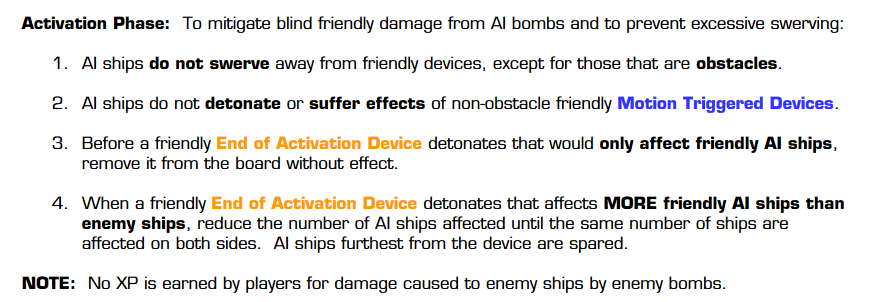 Activation Phase: To mitigate blind friendly damage from AI bombs and to prevent excessive swerving:
1. AI ships do not swerve away from friendly devices, except for those that are obstacles.
2. AI ships do not detonate or suffer effects of non-obstacle friendly Motion Triggered Devices.
3. Before a friendly End of Activation Device detonates that would only affect friendly AI ships,
remove it from the board without effect.
4. When a friendly End of Activation Device detonates that affects MORE friendly AI ships than
enemy ships, reduce the number of AI ships affected until the same number of ships are
affected on both sides. AI ships furthest from the device are spared.
NOTE: No XP is earned by players for damage caused to enemy ships by enemy bombs.